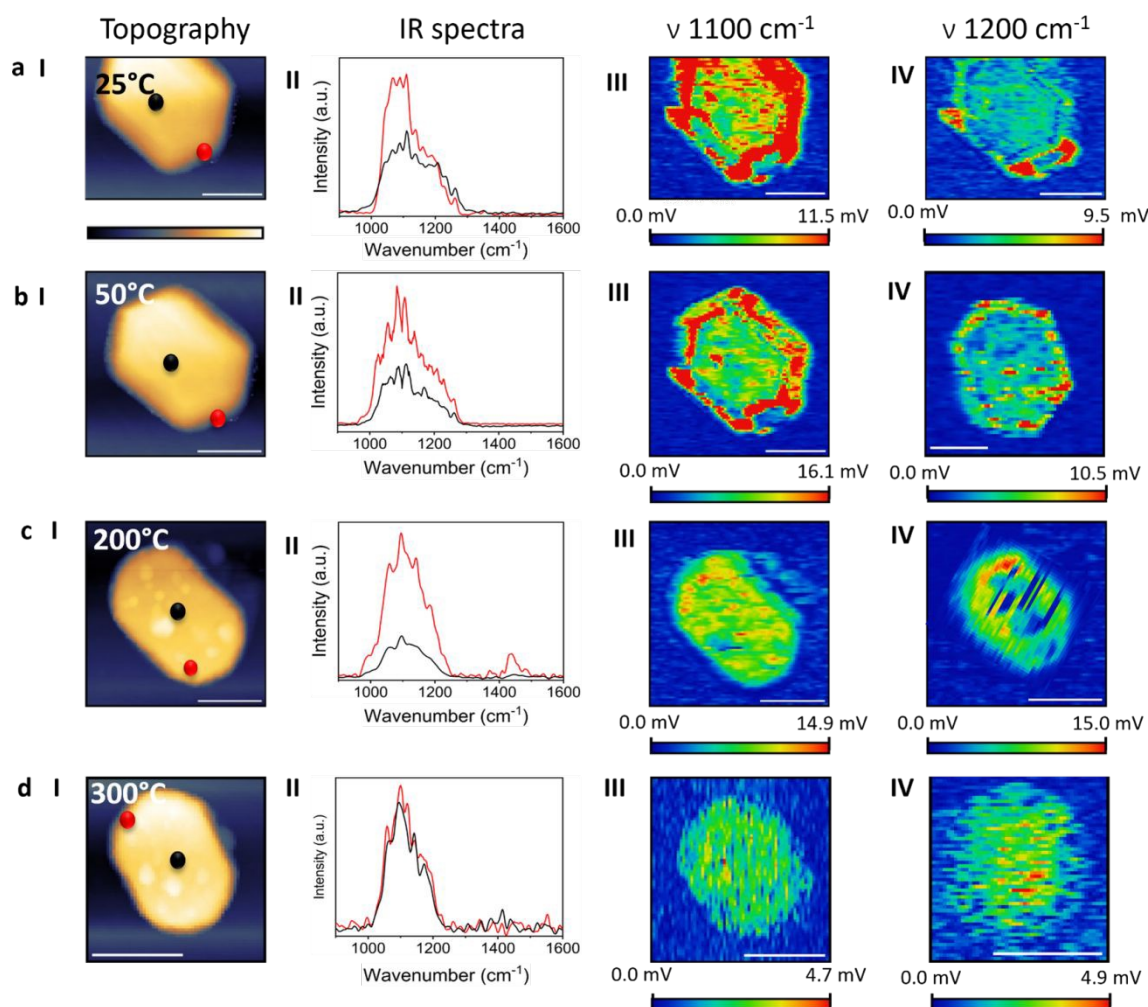 Topography IR spectra ν 1100 cm⁻¹ ν 1200 cm⁻¹
a I II III IV
25°C
Intensity (a.u.)
1000 1200 1400 1600
Wavenumber (cm⁻¹)
0.0 mV 11.5 mV
0.0 mV 9.5 mV
b I II III IV
50°C
Intensity (a.u.)
1000 1200 1400 1600
Wavenumber (cm⁻¹)
0.0 mV 16.1 mV
0.0 mV 10.5 mV
c I II III IV
200°C
Intensity (a.u.)
1000 1200 1400 1600
Wavenumber (cm⁻¹)
0.0 mV 14.9 mV
0.0 mV 15.0 mV
d I II III IV
300°C
Intensity (a.u.)
1000 1200 1400 1600
Wavenumber (cm⁻¹)
0.0 mV 4.7 mV
0.0 mV 4.9 mV